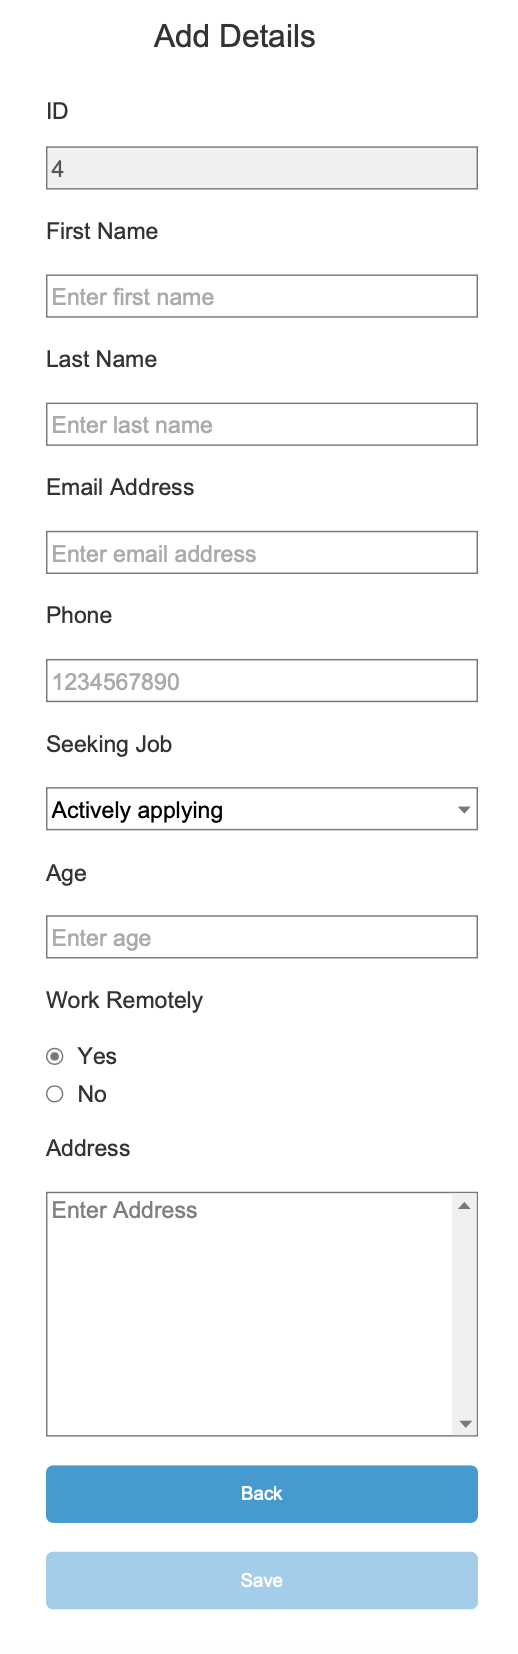 Add Details
ID
4
First Name
Enter first name
Last Name
Enter last name
Email Address
Enter email address
Phone
1234567890
Seeking Job
Actively applying
Age
Enter age
Work Remotely
Yes
No
Address
Enter Address
Back
Save